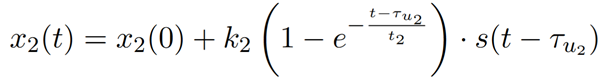 x_2(t) = x_2(0) + k_2 \left( 1 - e^{-\frac{t-\tau_{u_2}}{t_2}} \right) \cdot s(t - \tau_{u_2})